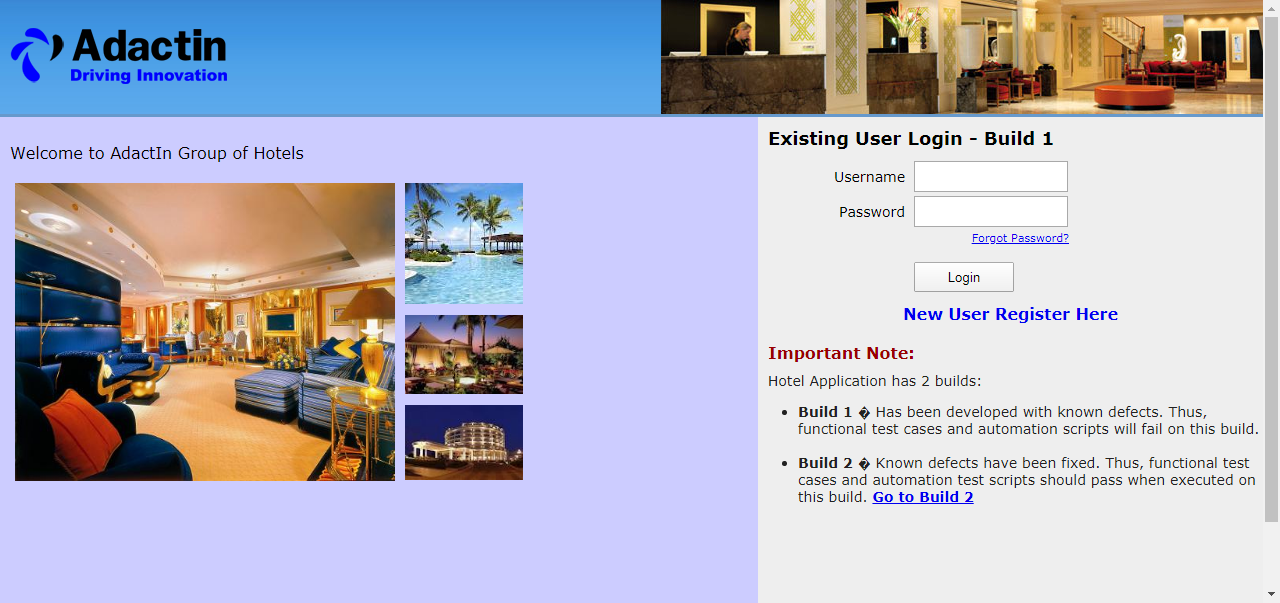 Adactin
Driving Innovation
Welcome to AdactIn Group of Hotels
Existing User Login - Build 1
Username
Password
Forgot Password?
Login
New User Register Here
Important Note:
Hotel Application has 2 builds:
• Build 1 � Has been developed with known defects. Thus,
functional test cases and automation scripts will fail on this build.
• Build 2 � Known defects have been fixed. Thus, functional test
cases and automation test scripts should pass when executed on
this build. Go to Build 2